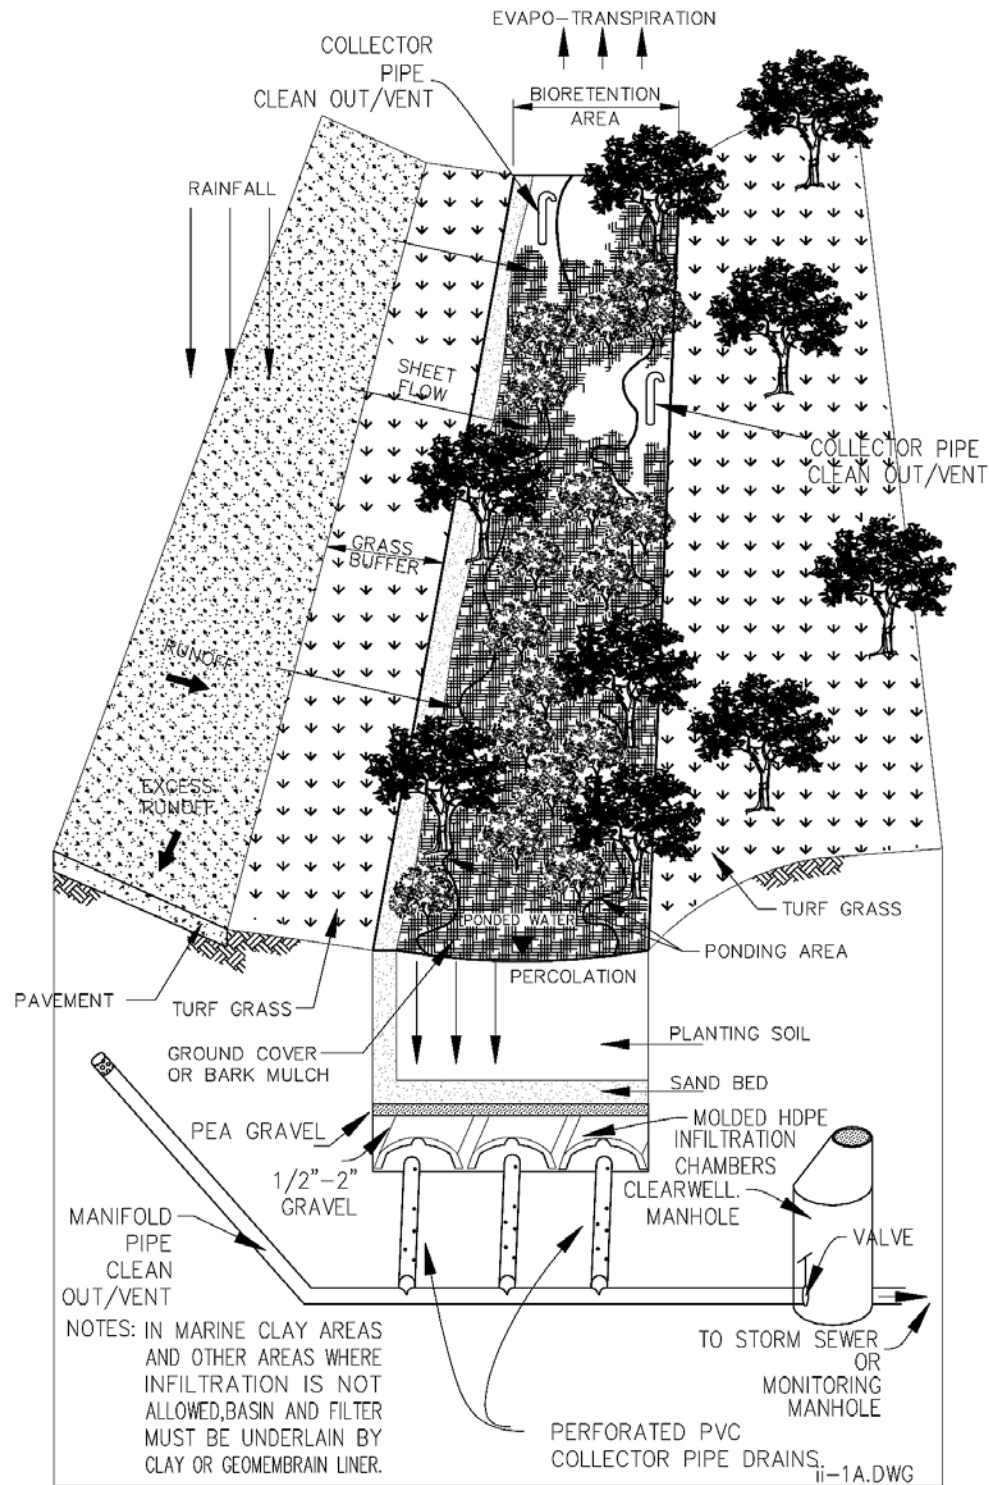 EVAPO-TRANSPIRATION
COLLECTOR
PIPE
CLEAN OUT/VENT
BIORETENTION
AREA
RAINFALL
SHEET
FLOW
COLLECTOR PIPE
CLEAN OUT/VENT
GRASS
BUFFER
RUNOFF
EXCESS
RUNOFF
TURF GRASS
PONDED WATER
PONDING AREA
PERCOLATION
PAVEMENT
TURF GRASS
GROUND COVER
OR BARK MULCH
PLANTING SOIL
SAND BED
PEA GRAVEL
MOLDED HDPE
INFILTRATION
CHAMBERS
1/2"-2"
GRAVEL
CLEARWELL.
MANHOLE
MANIFOLD
PIPE
CLEAN
OUT/VENT
VALVE
NOTES: IN MARINE CLAY AREAS
AND OTHER AREAS WHERE
INFILTRATION IS NOT
ALLOWED,BASIN AND FILTER
MUST BE UNDERLAIN BY
CLAY OR GEOMEMBRAIN LINER.
TO STORM SEWER
OR
MONITORING
MANHOLE
PERFORATED PVC
COLLECTOR PIPE DRAINS
ii-1A.DWG